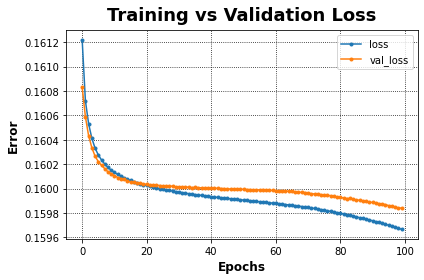 Training vs Validation Loss
loss
val_loss
Error
0.1612
0.1610
0.1608
0.1606
0.1604
0.1602
0.1600
0.1598
0.1596
0 20 40 60 80 100
Epochs